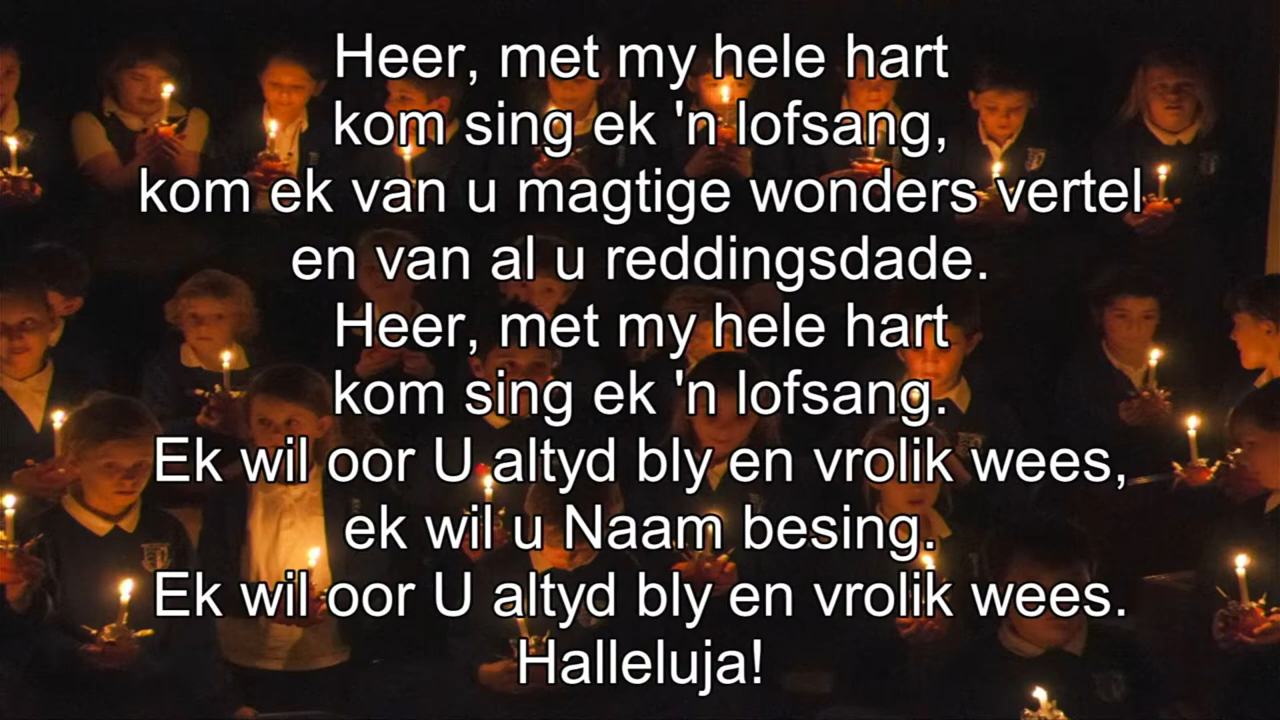 Heer, met my hele hart
kom sing ek 'n lofsang,
kom ek van u magtige wonders vertel
en van al u reddingsdade.
Heer, met my hele hart
kom sing ek 'n lofsang.
Ek wil oor U altyd bly en vrolik wees,
ek wil u Naam besing.
Ek wil oor U altyd bly en vrolik wees.
Halleluja!